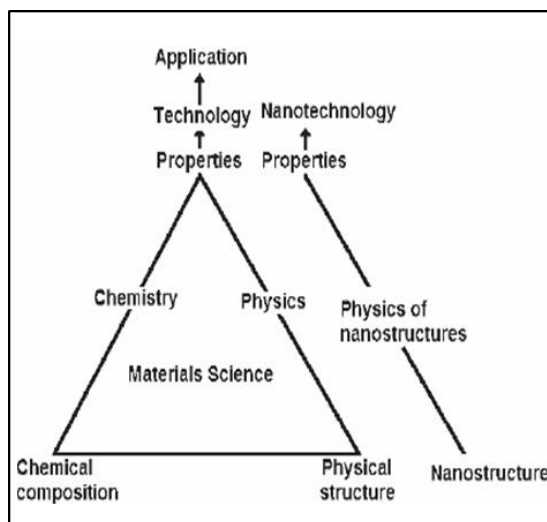 Application
Technology Nanotechnology
Properties Properties
Chemistry Physics Physics of
nanostructures
Materials Science
Chemical Physical Nanostructure
composition structure